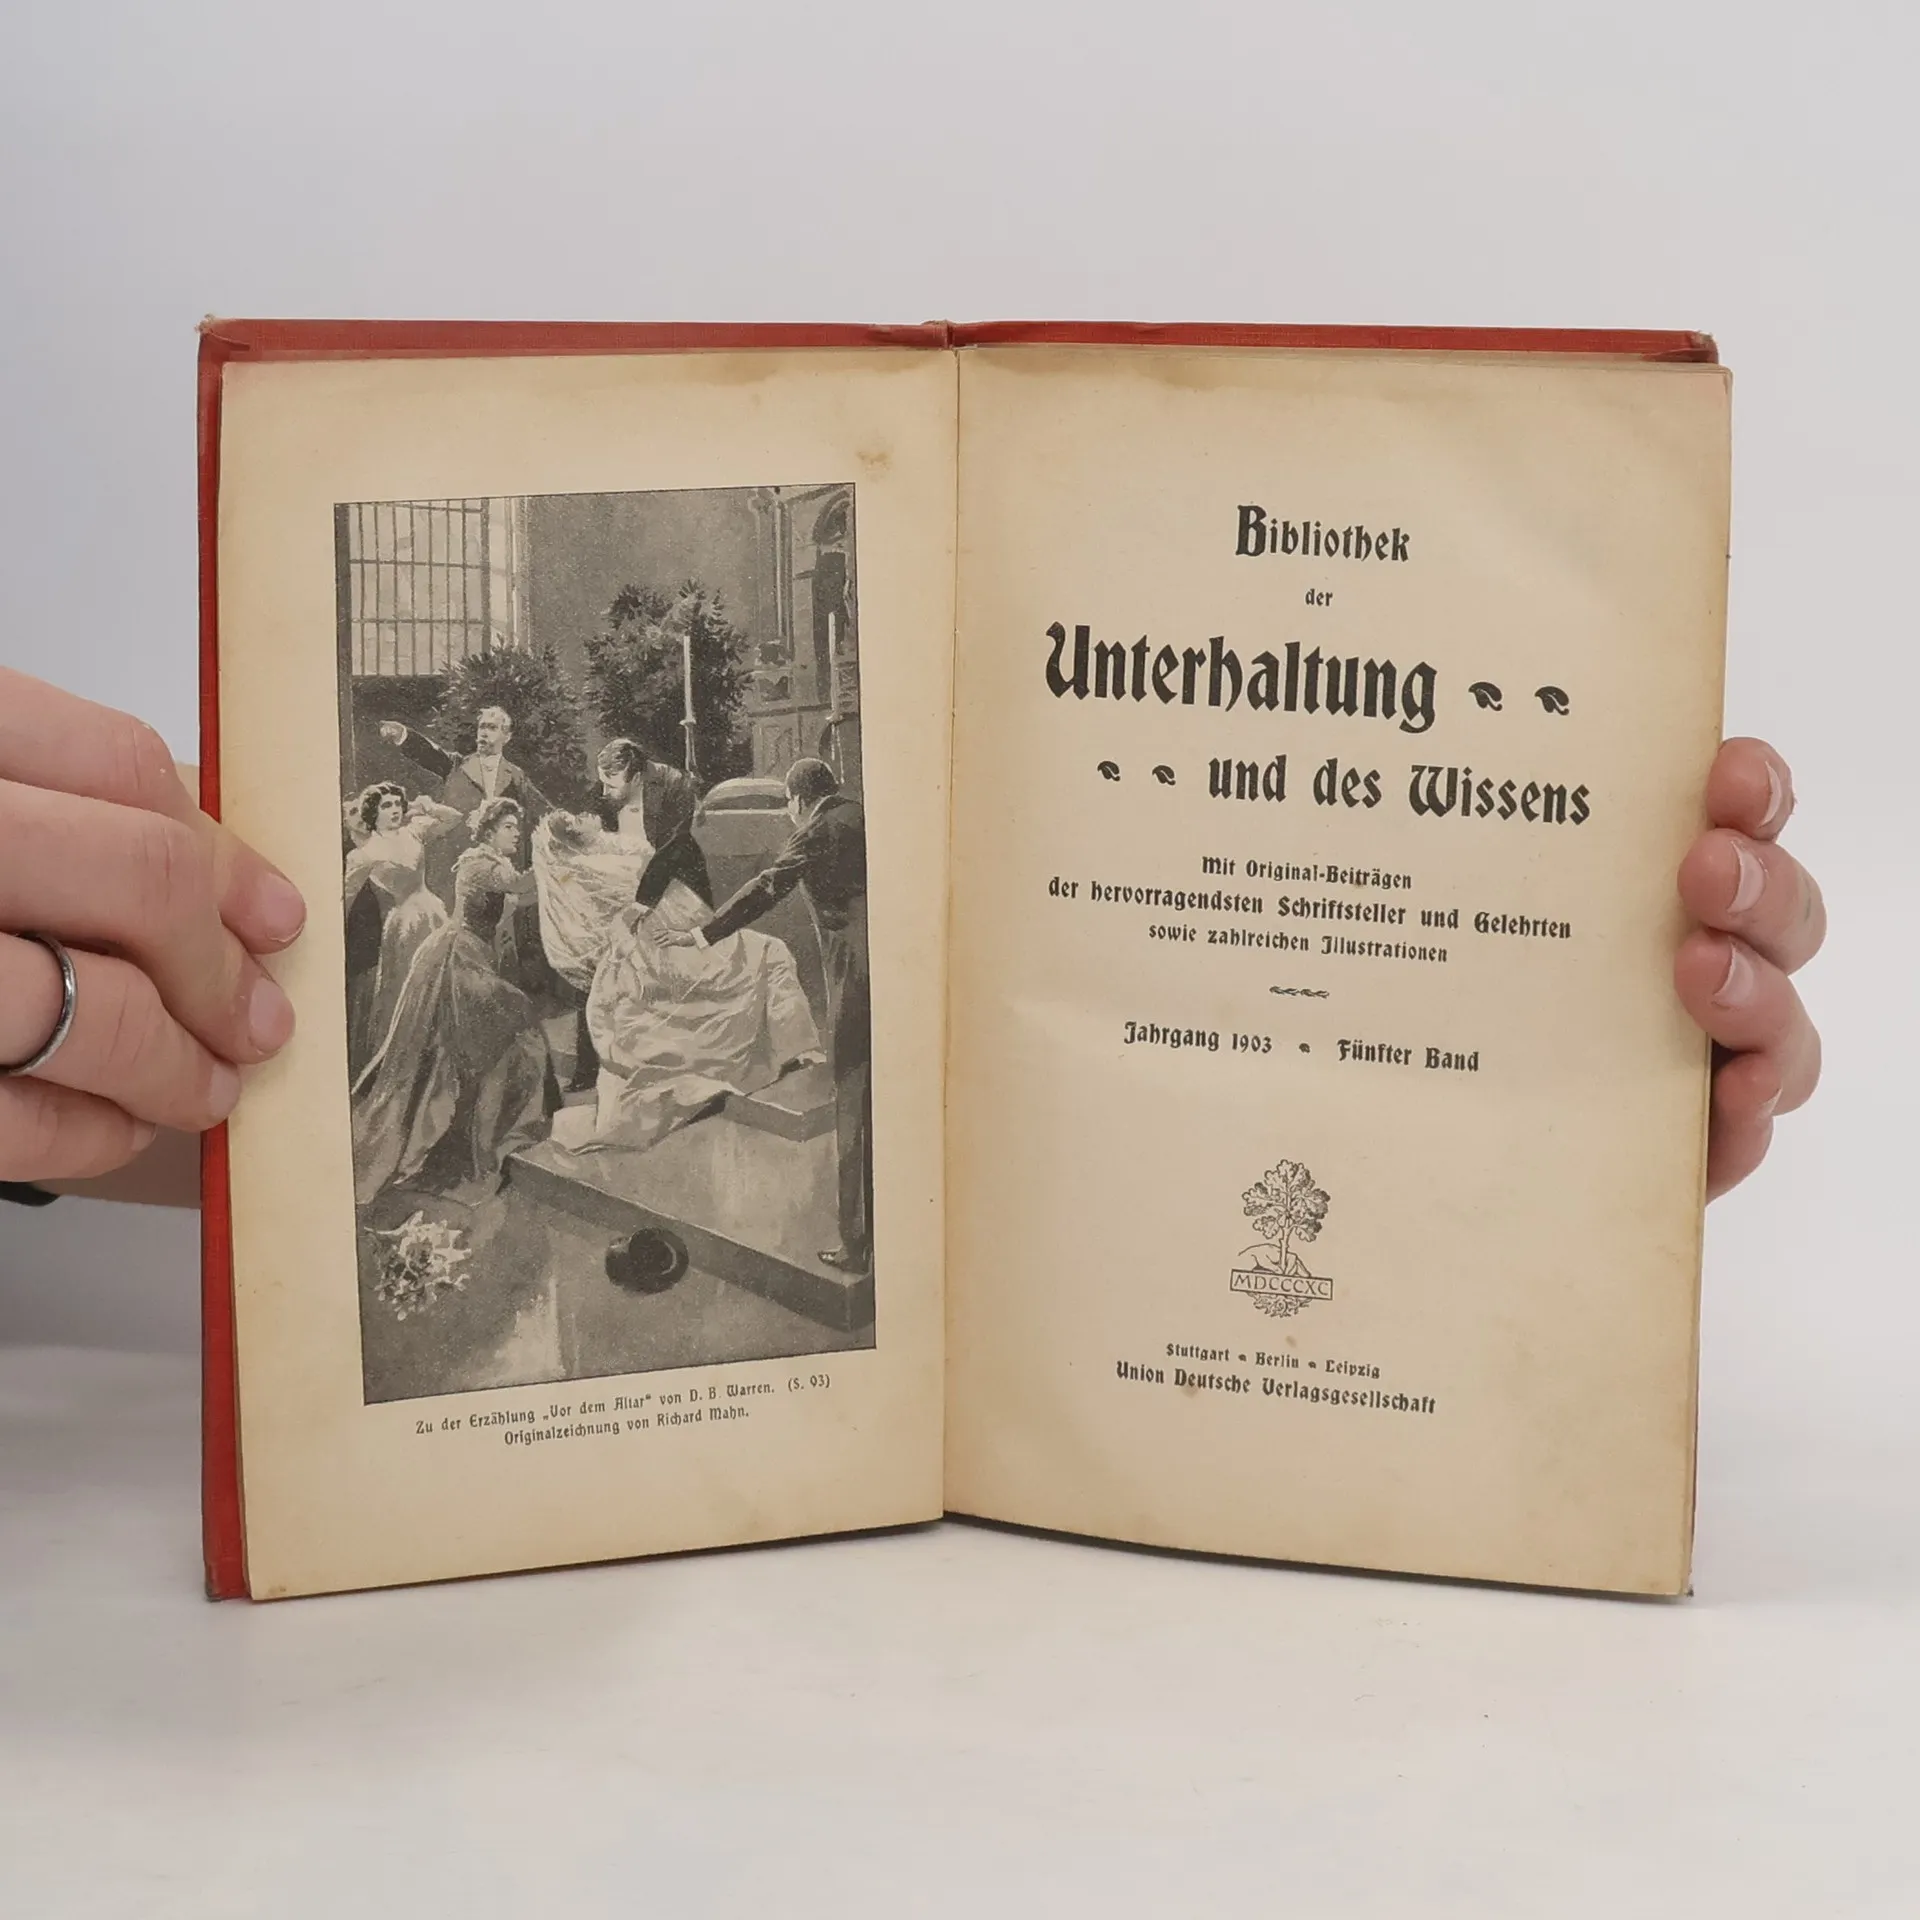 Zu der Erzählung „Vor dem Altar“ von D. B. Warren. (S. 93)
Originalzeichnung von Richard Mahn.
Bibliothek
der
Unterhaltung
und des Wissens
Mit Original-Beiträgen
der hervorragendsten Schriftsteller und Gelehrten
sowie zahlreichen Illustrationen
Jahrgang 1903 Fünfter Band
MDCCCXC
Stuttgart Berlin Leipzig
Union Deutsche Verlagsgesellschaft